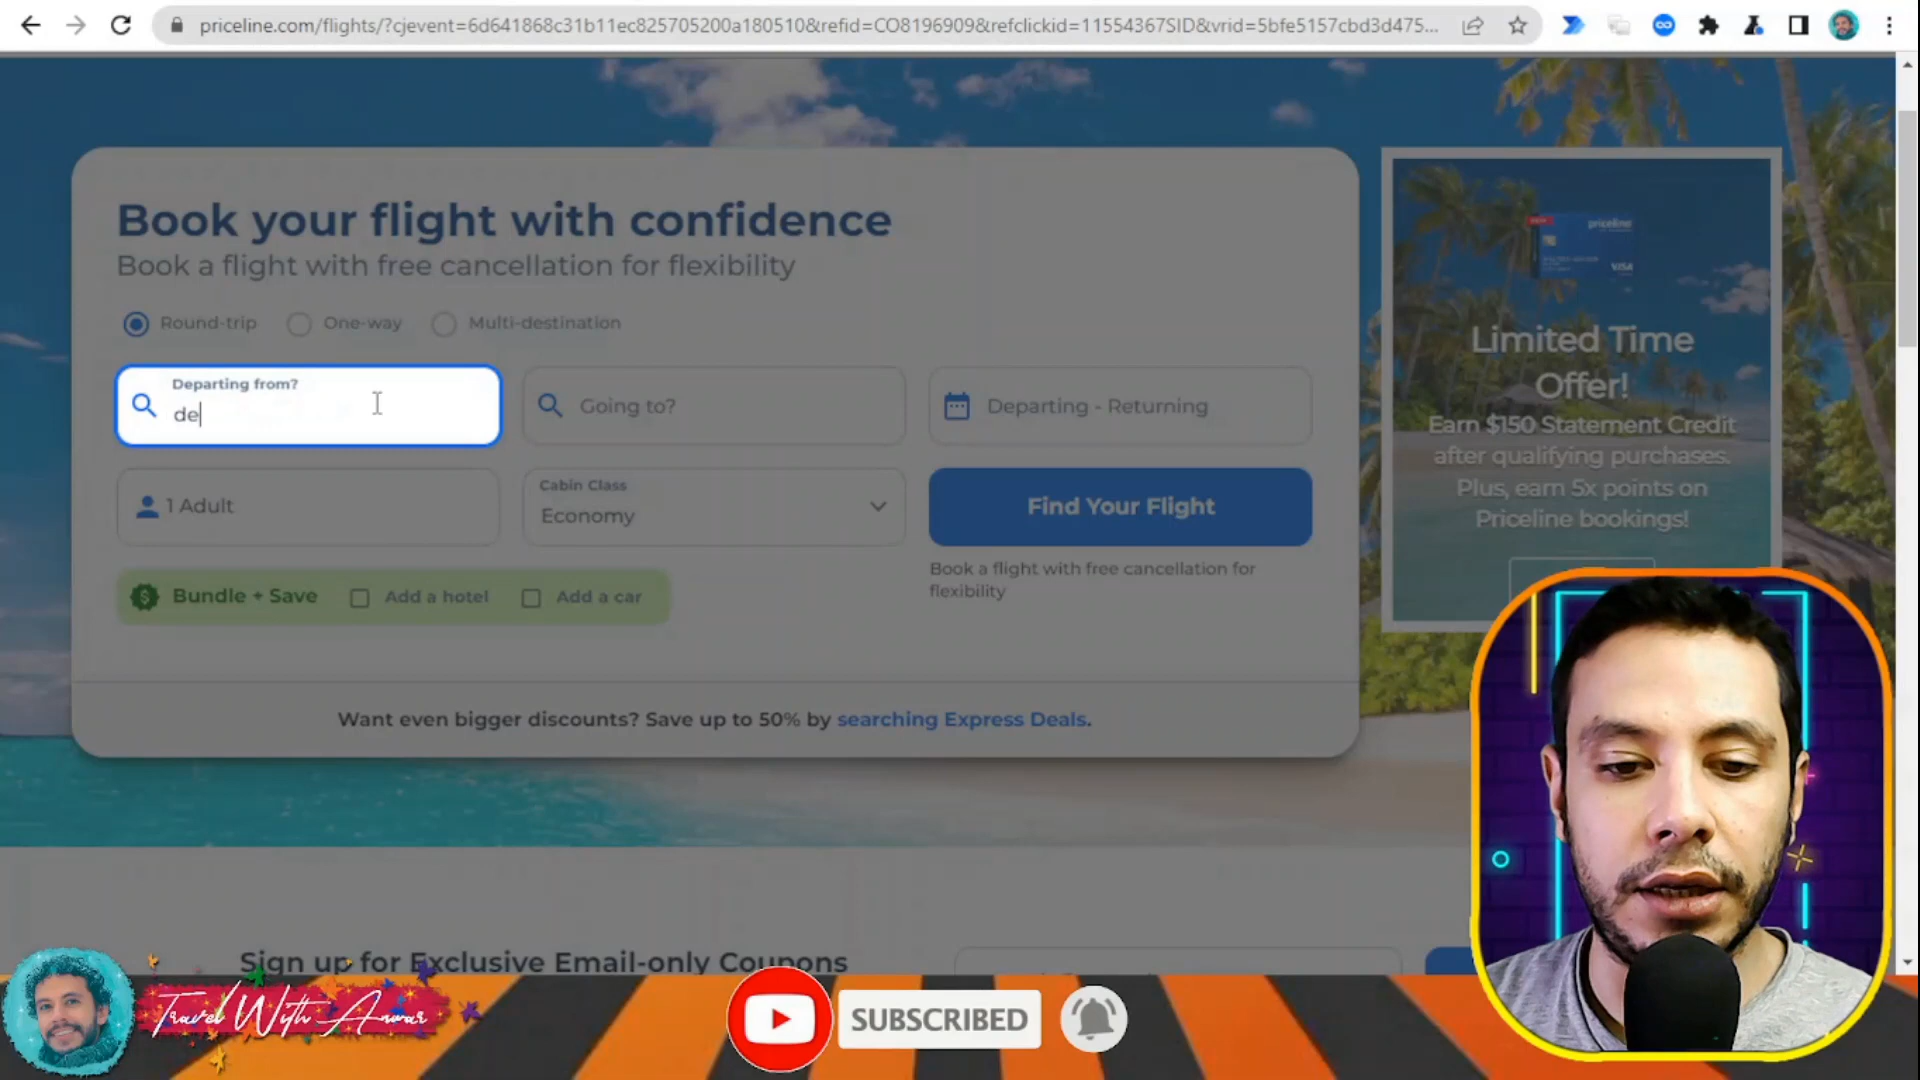 priceline.com/flights/?cjevent=6d641868c31b11ec825705200a180510&refid=CO8196909&refclickid=11554367SID&vrid=5bfe5157cbd3d475...
Book your flight with confidence
Book a flight with free cancellation for flexibility
Round-trip One-way Multi-destination
Departing from?
de
Going to?
Departing - Returning
1 Adult
Cabin Class
Economy
Find Your Flight
Book a flight with free cancellation for
flexibility
Bundle + Save Add a hotel Add a car
Want even bigger discounts? Save up to 50% by searching Express Deals.
priceline
VISA
Limited Time
Offer!
Earn $150 Statement Credit
after qualifying purchases.
Plus, earn 5x points on
Priceline bookings!
Sign up for Exclusive Email-only Coupons
Travel With Anwar
SUBSCRIBED